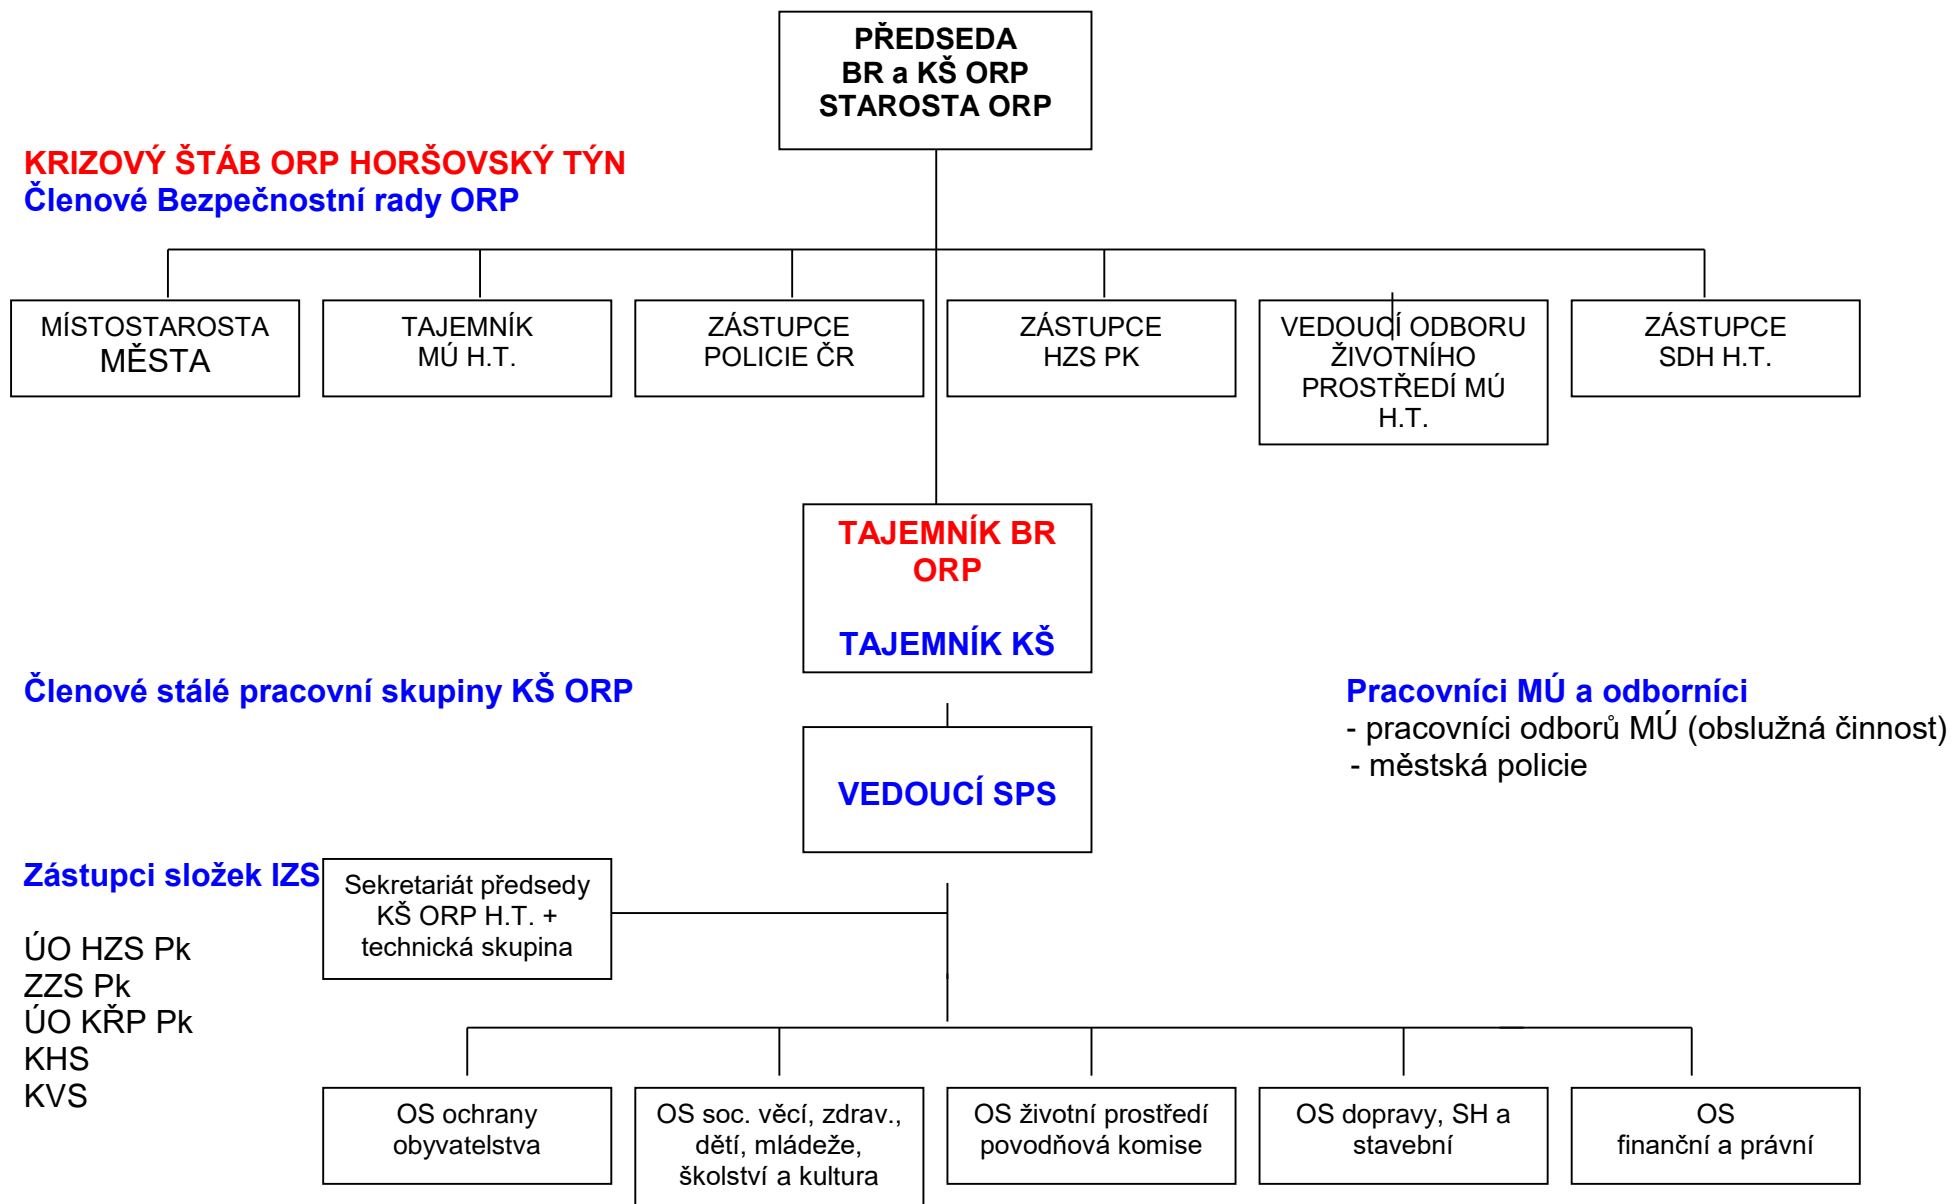 PŘEDSEDA
BR a KŠ ORP
STAROSTA ORP
KRIZOVÝ ŠTÁB ORP HORŠOVSKÝ TÝN
Členové Bezpečnostní rady ORP
MÍSTOSTAROSTA
MĚSTA
TAJEMNÍK
MÚ H.T.
ZÁSTUPCE
POLICIE ČR
ZÁSTUPCE
HZS PK
VEDOUCÍ ODBORU
ŽIVOTNÍHO
PROSTŘEDÍ MÚ
H.T.
ZÁSTUPCE
SDH H.T.
TAJEMNÍK BR
ORP
TAJEMNÍK KŠ
Členové stálé pracovní skupiny KŠ ORP
Pracovníci MÚ a odborníci
- pracovníci odborů MÚ (obslužná činnost)
- městská policie
VEDOUCÍ SPS
Zástupci složek IZS
ÚO HZS Pk
ZZS Pk
ÚO KŘP Pk
KHS
KVS
Sekretariát předsedy
KŠ ORP H.T. +
technická skupina
OS ochrany
obyvatelstva
OS soc. věcí, zdrav.,
dětí, mládeže,
školství a kultura
OS životní prostředí
povodňová komise
OS dopravy, SH a
stavební
OS
finanční a právní